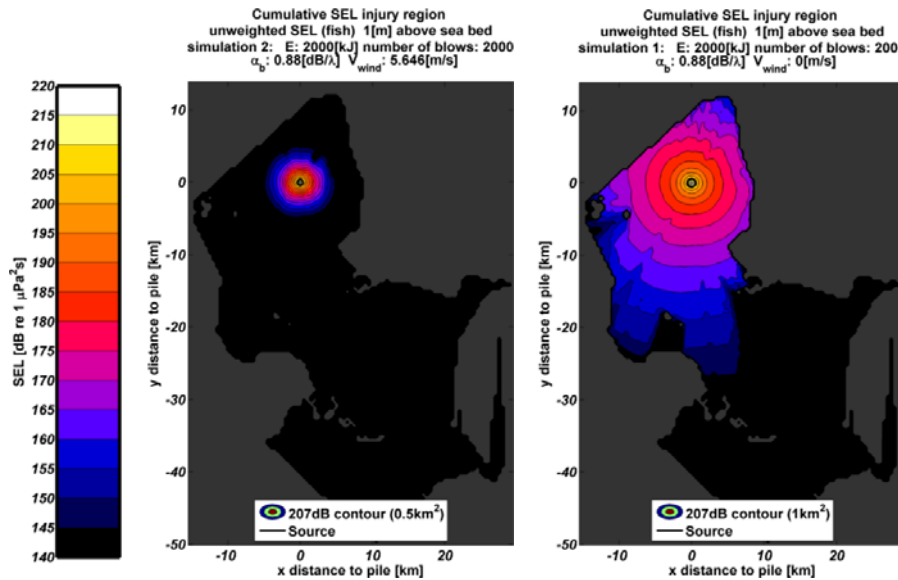 Cumulative SEL injury region
unweighted SEL (fish) 1[m] above sea bed
simulation 2: E: 2000[kJ] number of blows: 2000
α_b: 0.88[dB/λ] V_wind: 5.646[m/s]
Cumulative SEL injury region
unweighted SEL (fish) 1[m] above sea bed
simulation 1: E: 2000[kJ] number of blows: 200
α_b: 0.88[dB/λ] V_wind: 0[m/s]
SEL [dB re 1 μPa²s]
220
215
210
205
200
195
190
185
180
175
170
165
160
155
150
145
140
y distance to pile [km]
10
0
-10
-20
-30
-40
-50
207dB contour (0.5km²)
Source
-10
0
10
20
x distance to pile [km]
y distance to pile [km]
10
0
-10
-20
-30
-40
-50
207dB contour (1km²)
Source
-10
0
10
20
x distance to pile [km]